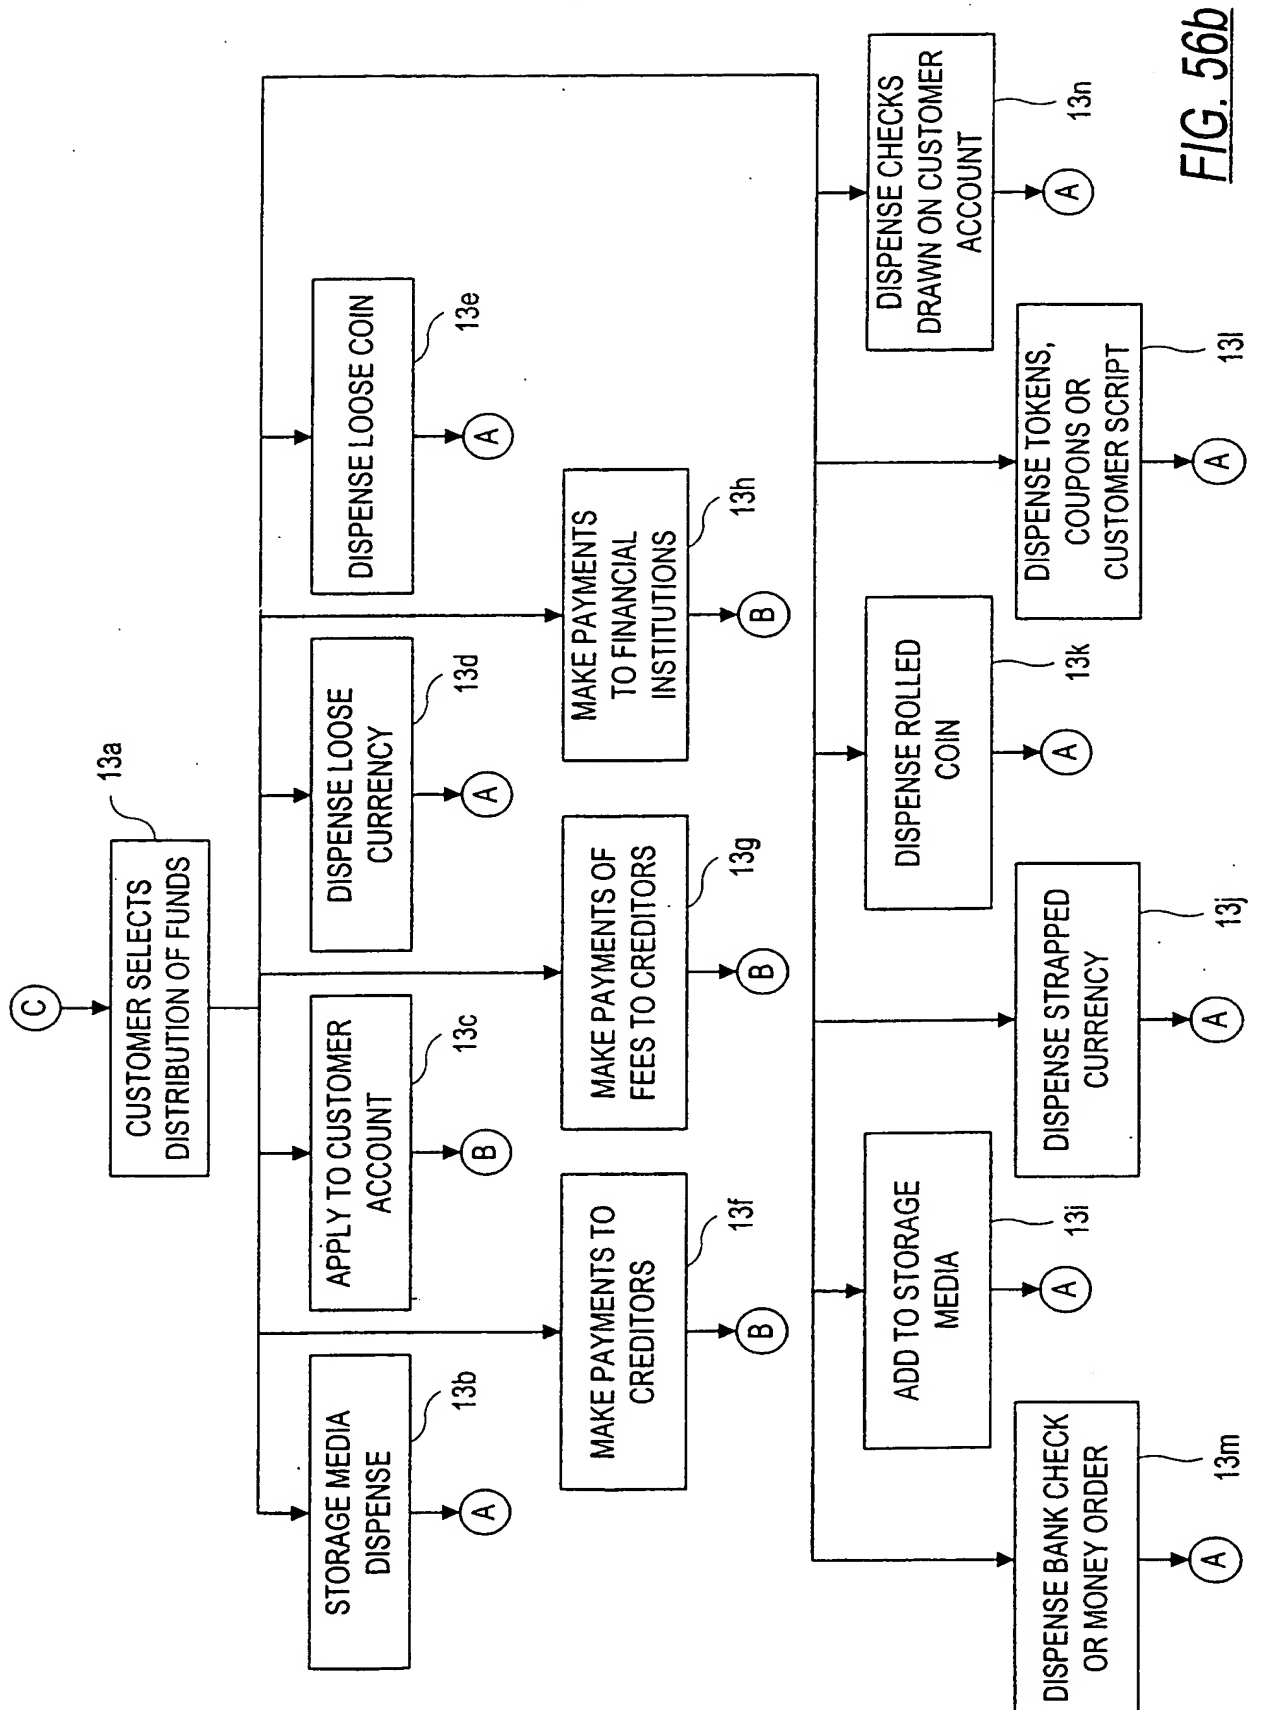 C
CUSTOMER SELECTS
DISTRIBUTION OF FUNDS
13a
STORAGE MEDIA
DISPENSE
13b
A
APPLY TO CUSTOMER
ACCOUNT
13c
B
DISPENSE LOOSE
CURRENCY
13d
A
DISPENSE LOOSE COIN
13e
A
MAKE PAYMENTS TO
CREDITORS
13f
B
MAKE PAYMENTS OF
FEES TO CREDITORS
13g
B
MAKE PAYMENTS
TO FINANCIAL
INSTITUTIONS
13h
B
ADD TO STORAGE
MEDIA
13i
A
DISPENSE ROLLED
COIN
13k
A
DISPENSE CHECKS
DRAWN ON CUSTOMER
ACCOUNT
13n
A
DISPENSE BANK CHECK
OR MONEY ORDER
13m
A
DISPENSE STRAPPED
CURRENCY
13j
A
DISPENSE TOKENS,
COUPONS OR
CUSTOMER SCRIPT
13l
A
FIG. 56b